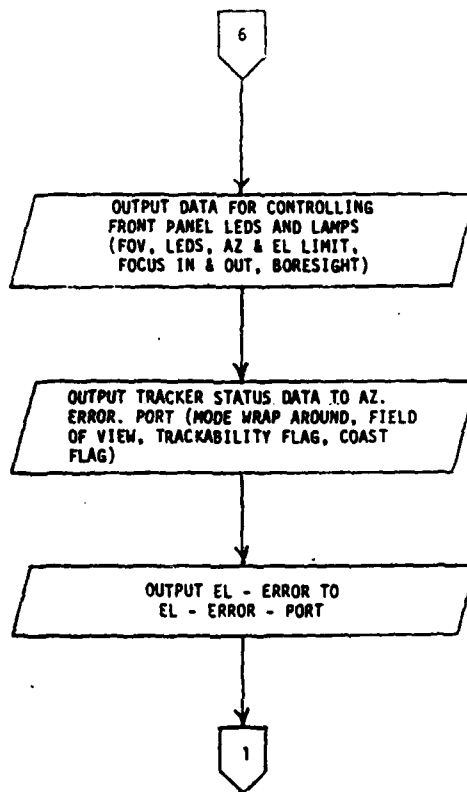 6
OUTPUT DATA FOR CONTROLLING
FRONT PANEL LEDS AND LAMPS
(FOV, LEDS, AZ & EL LIMIT,
FOCUS IN & OUT, BORESIGHT)
OUTPUT TRACKER STATUS DATA TO AZ.
ERROR. PORT (MODE WRAP AROUND, FIELD
OF VIEW, TRACKABILITY FLAG, COAST
FLAG)
OUTPUT EL - ERROR TO
EL - ERROR - PORT
1